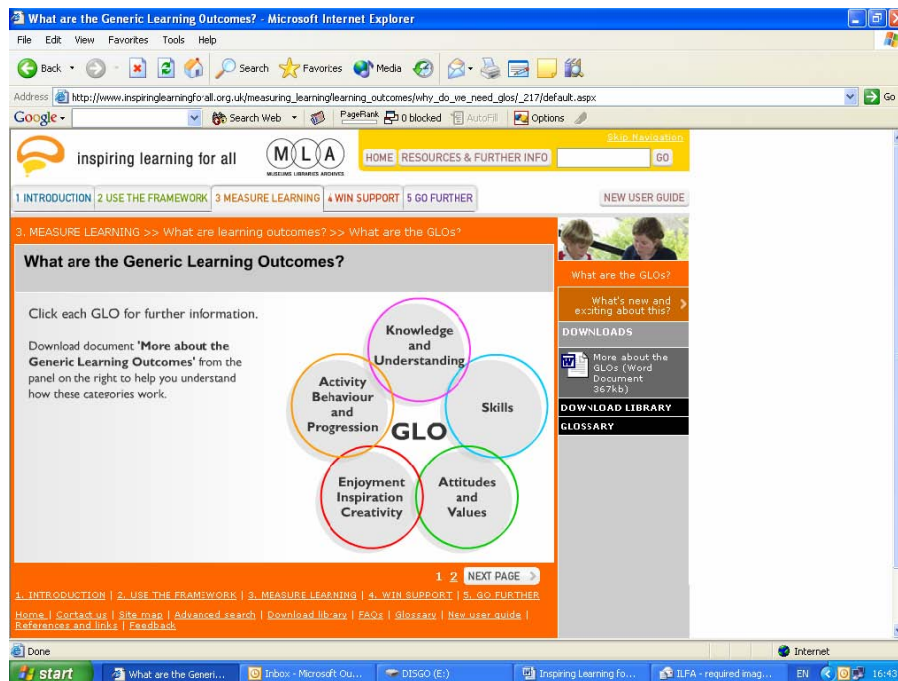 What are the Generic Learning Outcomes? - Microsoft Internet Explorer
File Edit View Favorites Tools Help
Back Search Favorites Media
Address http://www.inspiringlearningforall.org.uk/measuring_learning/learning_outcomes/why_do_we_need_glos/_217/default.aspx Go
Google Search Web PageRank 0 blocked AutoFill Options
Skip Navigation
inspiring learning for all MLA HOME RESOURCES & FURTHER INFO GO
MUSEUMS LIBRARIES ARCHIVES
1 INTRODUCTION 2 USE THE FRAMEWORK 3 MEASURE LEARNING 4 WIN SUPPORT 5 GO FURTHER NEW USER GUIDE
3. MEASURE LEARNING >> What are learning outcomes? >> What are the GLOs?
What are the Generic Learning Outcomes?
Click each GLO for further information.
Download document 'More about the
Generic Learning Outcomes' from the
panel on the right to help you understand
how these categories work.
Knowledge
and
Understanding
Activity
Behaviour
and
Progression
GLO
Skills
Enjoyment
Inspiration
Creativity
Attitudes
and
Values
What are the GLOs?
What's new and
exciting about this?
DOWNLOADS
More about the
GLOs (Word
Document
367kb)
DOWNLOAD LIBRARY
GLOSSARY
1 2 NEXT PAGE
1. INTRODUCTION | 2. USE THE FRAMEWORK | 3. MEASURE LEARNING | 4. WIN SUPPORT | 5. GO FURTHER
Home | Contact us | Site map | Advanced search | Download library | FAQs | Glossary | New user guide |
References and links | Feedback
Done Internet
start What are the Generi... Inbox - Microsoft Ou... DISGO (E:) Inspiring Learning fo... ILFA - required imag... EN 16:43